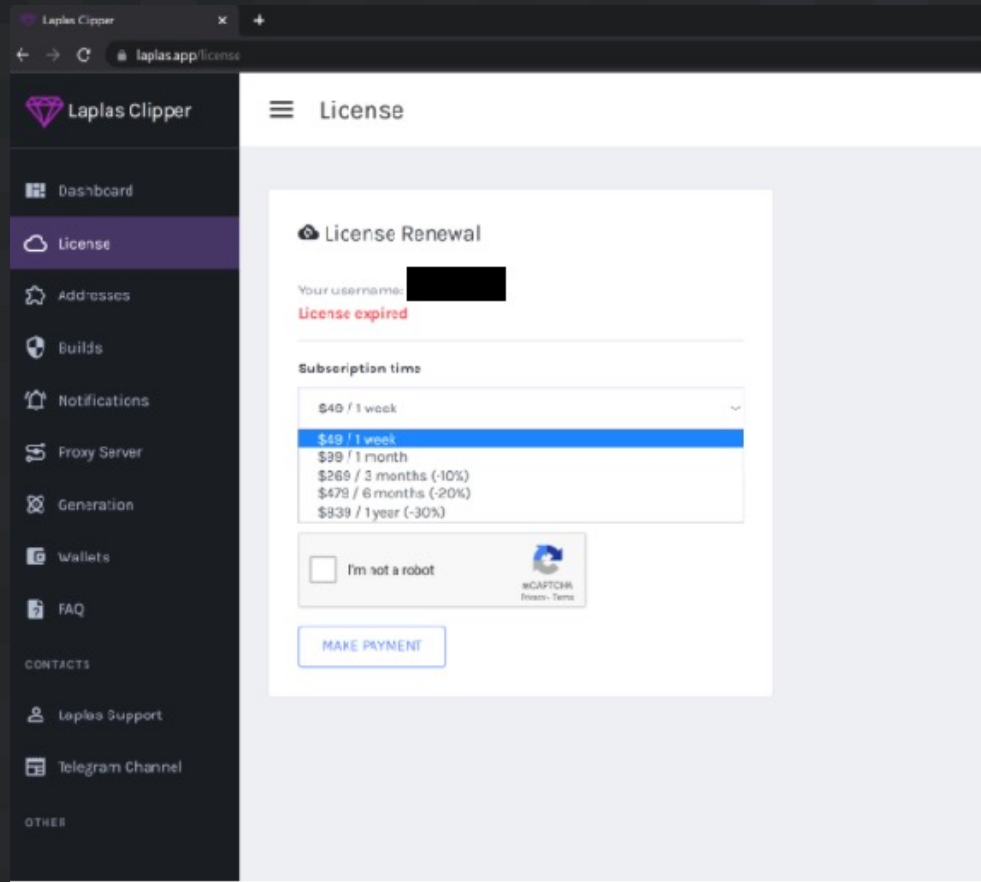 Laplas Clipper
laplas.app/license
Laplas Clipper
License
Dashboard
License
Addresses
Builds
Notifications
Proxy Server
Generation
Wallets
FAQ
CONTACTS
Laplas Support
Telegram Channel
OTHER
License Renewal
Your username:
License expired
Subscription time
$49 / 1 week
$49 / 1 week
$99 / 1 month
$269 / 3 months (-10%)
$479 / 6 months (-20%)
$839 / 1 year (-30%)
I'm not a robot
reCAPTCHA
Privacy - Terms
MAKE PAYMENT